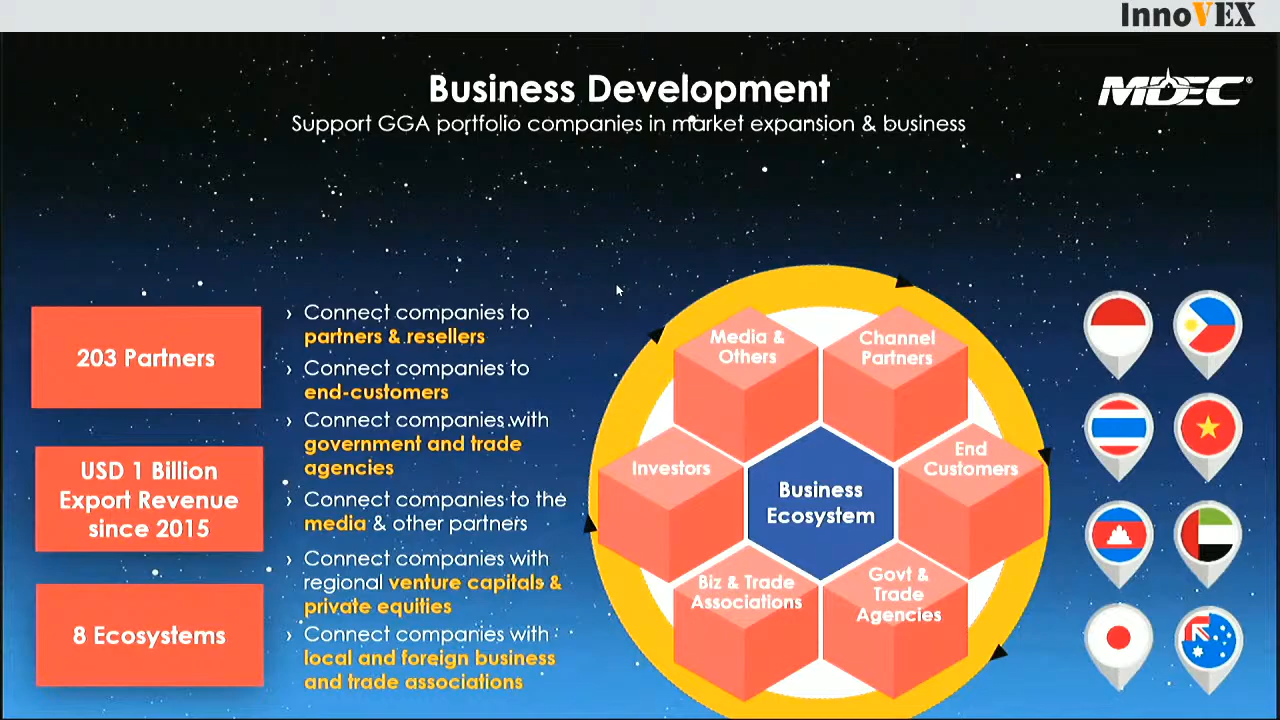 InnoVEX
Business Development
MDEC®
Support GGA portfolio companies in market expansion & business
203 Partners
USD 1 Billion
Export Revenue
since 2015
8 Ecosystems
› Connect companies to
partners & resellers
› Connect companies to
end-customers
› Connect companies with
government and trade
agencies
› Connect companies to the
media & other partners
› Connect companies with
regional venture capitals &
private equities
› Connect companies with
local and foreign business
and trade associations
Media &
Others
Channel
Partners
Investors
End
Customers
Business
Ecosystem
Biz & Trade
Associations
Govt &
Trade
Agencies